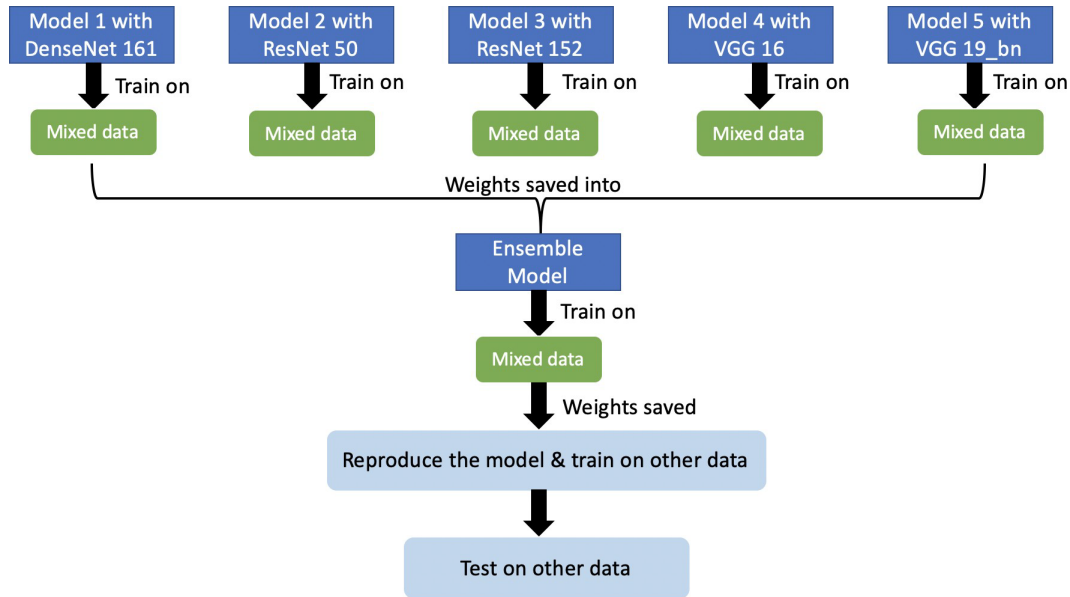 Model 1 with
DenseNet 161
Model 2 with
ResNet 50
Model 3 with
ResNet 152
Model 4 with
VGG 16
Model 5 with
VGG 19_bn
Train on
Train on
Train on
Train on
Train on
Mixed data
Mixed data
Mixed data
Mixed data
Mixed data
Weights saved into
Ensemble
Model
Train on
Mixed data
Weights saved
Reproduce the model & train on other data
Test on other data